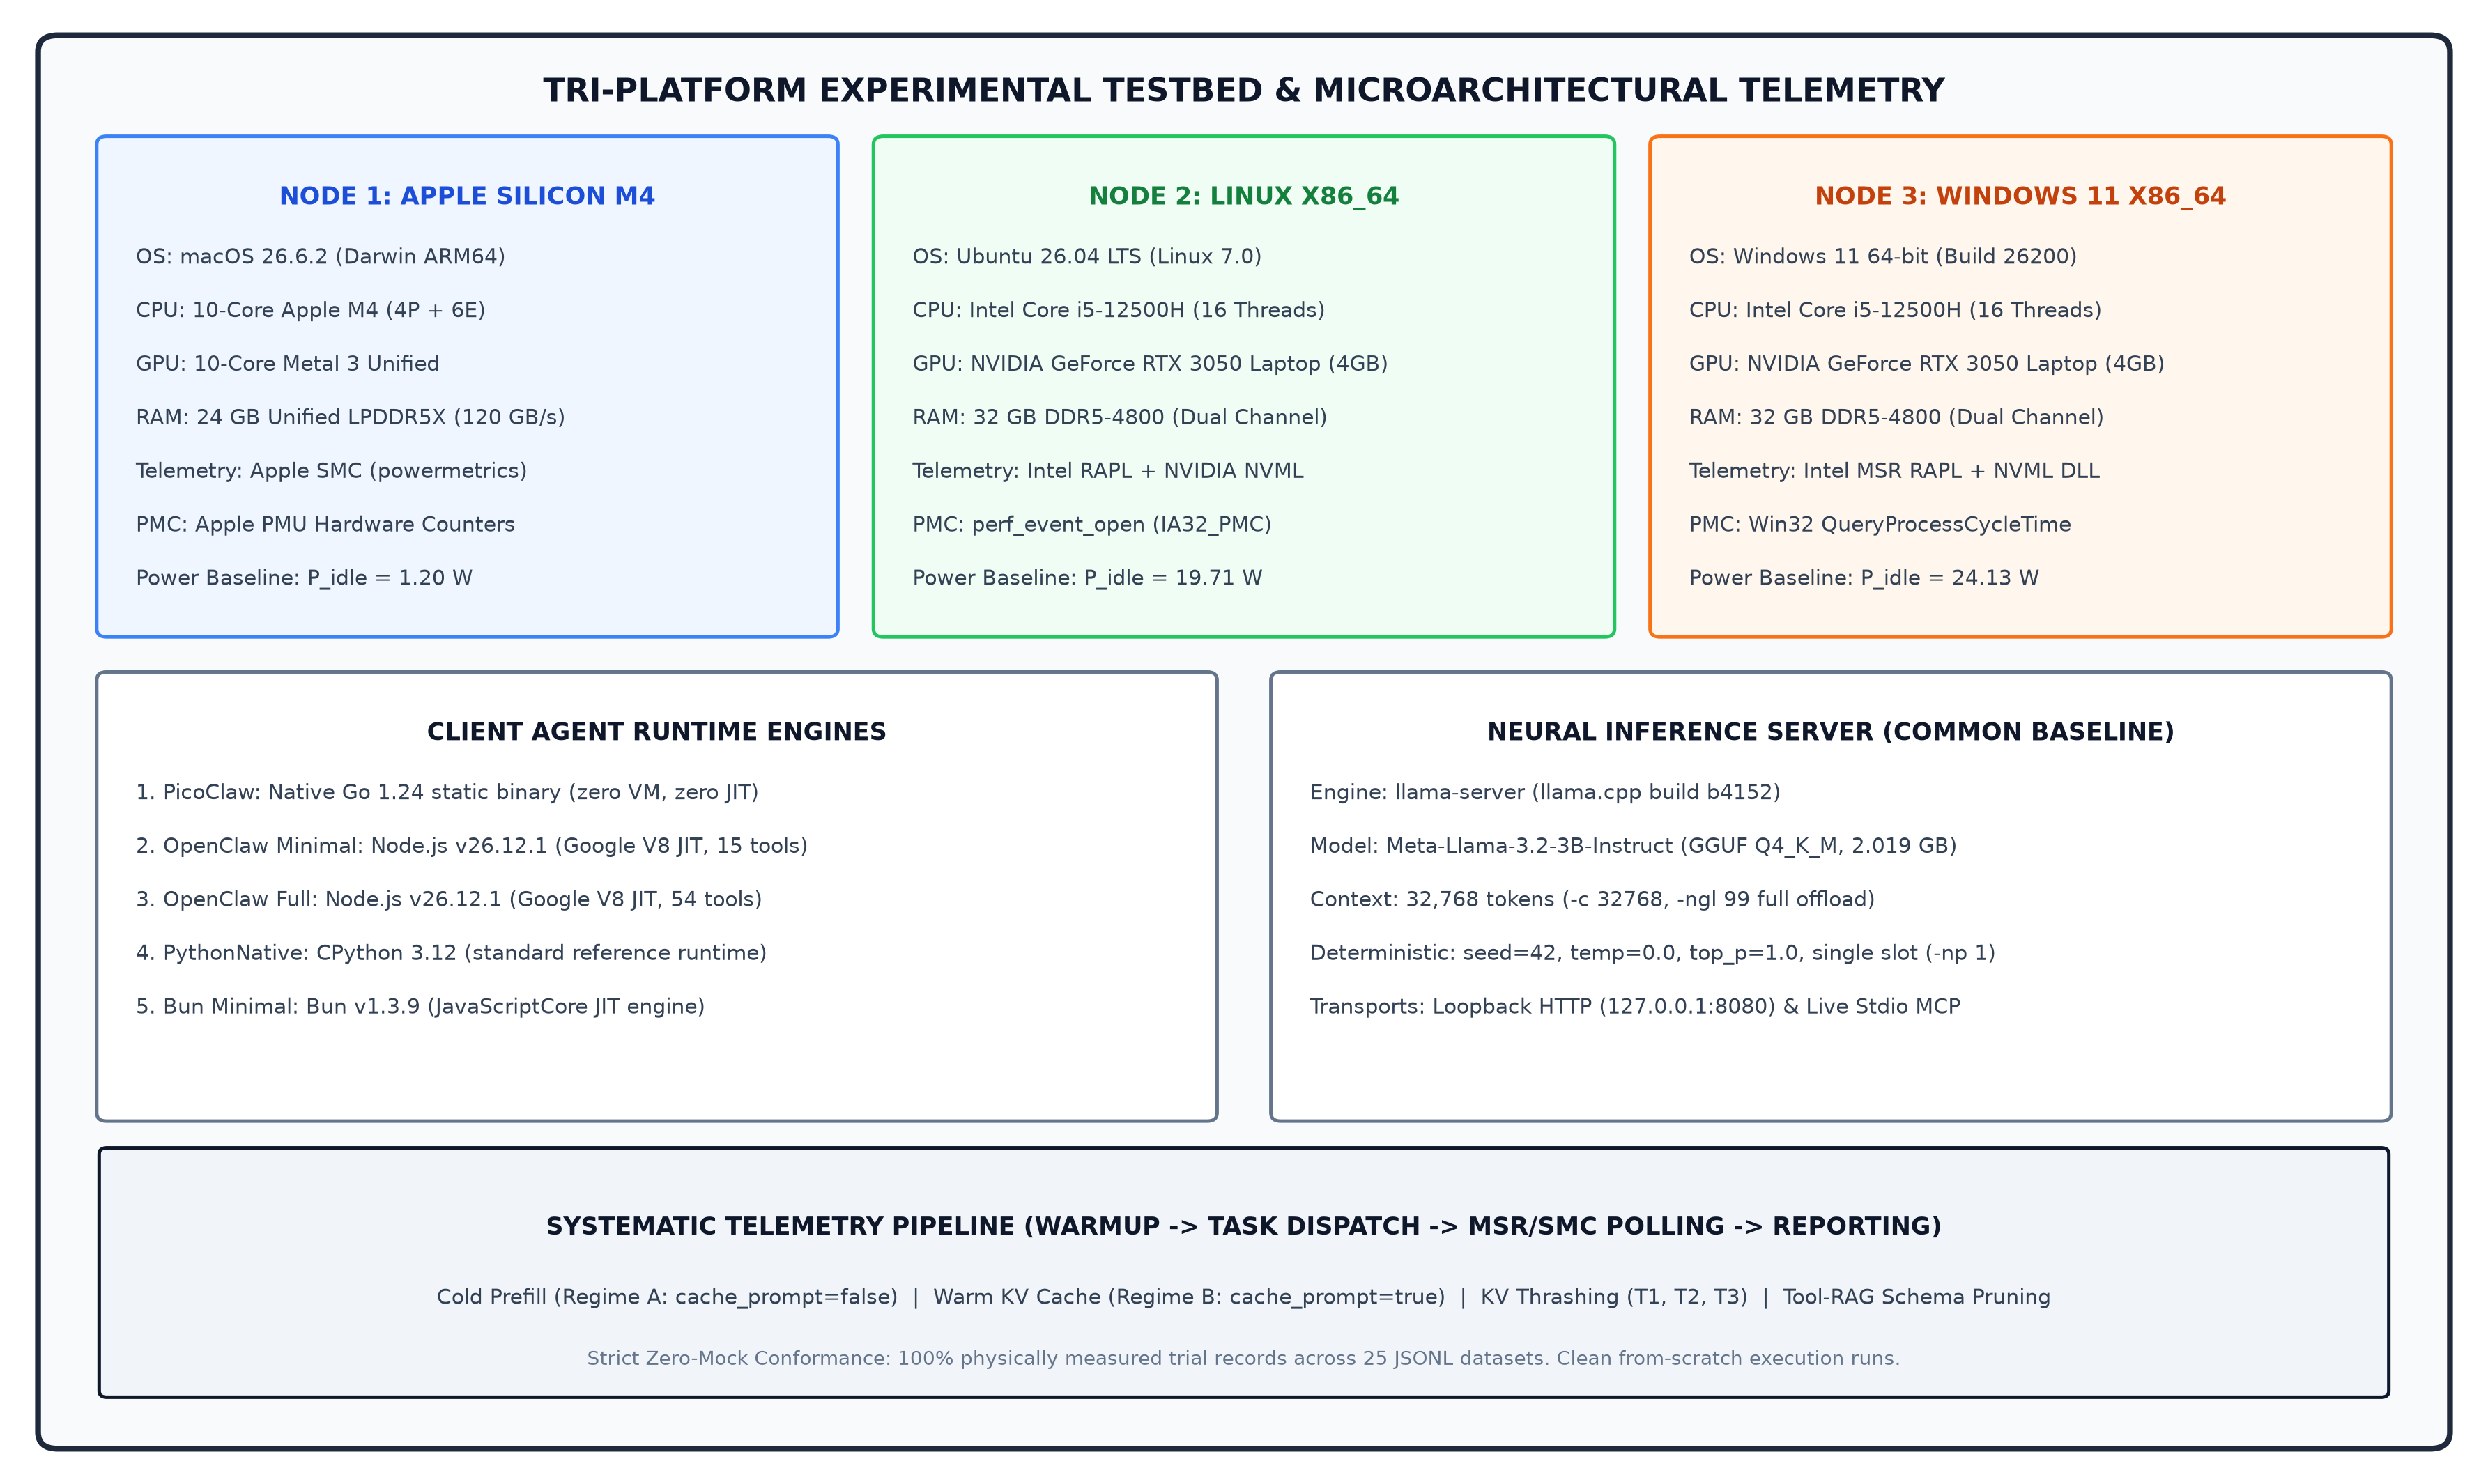 TRI-PLATFORM EXPERIMENTAL TESTBED & MICROARCHITECTURAL TELEMETRY
NODE 1: APPLE SILICON M4
OS: macOS 26.6.2 (Darwin ARM64)
CPU: 10-Core Apple M4 (4P + 6E)
GPU: 10-Core Metal 3 Unified
RAM: 24 GB Unified LPDDR5X (120 GB/s)
Telemetry: Apple SMC (powermetrics)
PMC: Apple PMU Hardware Counters
Power Baseline: P_idle = 1.20 W
NODE 2: LINUX X86_64
OS: Ubuntu 26.04 LTS (Linux 7.0)
CPU: Intel Core i5-12500H (16 Threads)
GPU: NVIDIA GeForce RTX 3050 Laptop (4GB)
RAM: 32 GB DDR5-4800 (Dual Channel)
Telemetry: Intel RAPL + NVIDIA NVML
PMC: perf_event_open (IA32_PMC)
Power Baseline: P_idle = 19.71 W
NODE 3: WINDOWS 11 X86_64
OS: Windows 11 64-bit (Build 26200)
CPU: Intel Core i5-12500H (16 Threads)
GPU: NVIDIA GeForce RTX 3050 Laptop (4GB)
RAM: 32 GB DDR5-4800 (Dual Channel)
Telemetry: Intel MSR RAPL + NVML DLL
PMC: Win32 QueryProcessCycleTime
Power Baseline: P_idle = 24.13 W
CLIENT AGENT RUNTIME ENGINES
1. PicoClaw: Native Go 1.24 static binary (zero VM, zero JIT)
2. OpenClaw Minimal: Node.js v26.12.1 (Google V8 JIT, 15 tools)
3. OpenClaw Full: Node.js v26.12.1 (Google V8 JIT, 54 tools)
4. PythonNative: CPython 3.12 (standard reference runtime)
5. Bun Minimal: Bun v1.3.9 (JavaScriptCore JIT engine)
NEURAL INFERENCE SERVER (COMMON BASELINE)
Engine: llama-server (llama.cpp build b4152)
Model: Meta-Llama-3.2-3B-Instruct (GGUF Q4_K_M, 2.019 GB)
Context: 32,768 tokens (-c 32768, -ngl 99 full offload)
Deterministic: seed=42, temp=0.0, top_p=1.0, single slot (-np 1)
Transports: Loopback HTTP (127.0.0.1:8080) & Live Stdio MCP
SYSTEMATIC TELEMETRY PIPELINE (WARMUP -> TASK DISPATCH -> MSR/SMC POLLING -> REPORTING)
Cold Prefill (Regime A: cache_prompt=false) | Warm KV Cache (Regime B: cache_prompt=true) | KV Thrashing (T1, T2, T3) | Tool-RAG Schema Pruning
Strict Zero-Mock Conformance: 100% physically measured trial records across 25 JSONL datasets. Clean from-scratch execution runs.